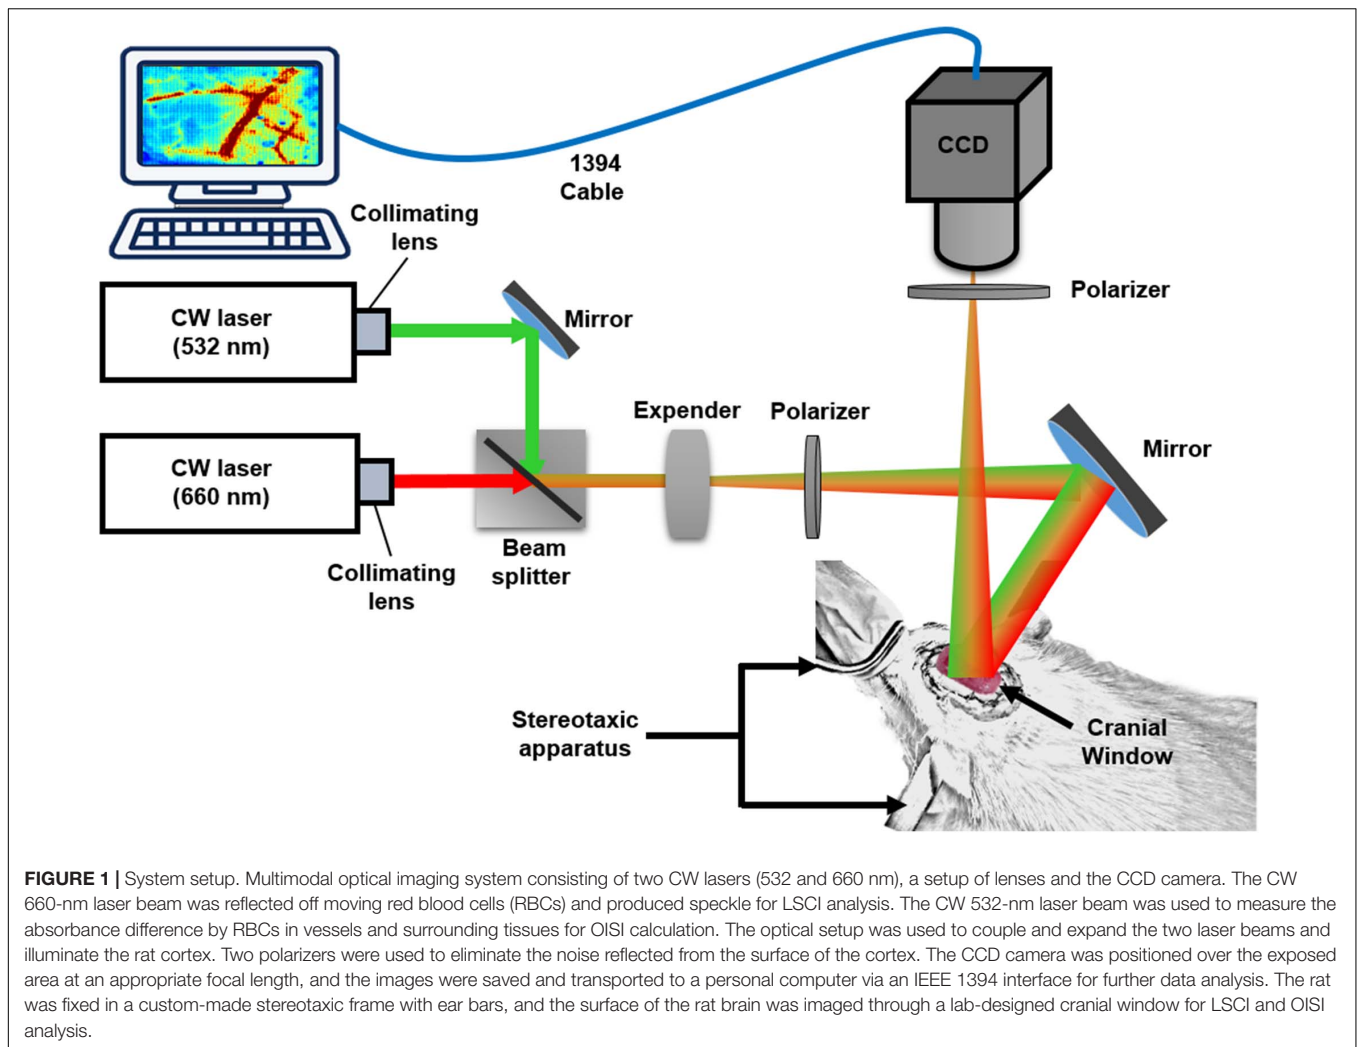 CCD
1394
Cable
Collimating
lens
CW laser
(532 nm)
Mirror
Polarizer
Expender
Polarizer
Mirror
CW laser
(660 nm)
Beam
splitter
Collimating
lens
Stereotaxic
apparatus
Cranial
Window
FIGURE 1 | System setup. Multimodal optical imaging system consisting of two CW lasers (532 and 660 nm), a setup of lenses and the CCD camera. The CW
660-nm laser beam was reflected off moving red blood cells (RBCs) and produced speckle for LSCI analysis. The CW 532-nm laser beam was used to measure the
absorbance difference by RBCs in vessels and surrounding tissues for OISI calculation. The optical setup was used to couple and expand the two laser beams and
illuminate the rat cortex. Two polarizers were used to eliminate the noise reflected from the surface of the cortex. The CCD camera was positioned over the exposed
area at an appropriate focal length, and the images were saved and transported to a personal computer via an IEEE 1394 interface for further data analysis. The rat
was fixed in a custom-made stereotaxic frame with ear bars, and the surface of the rat brain was imaged through a lab-designed cranial window for LSCI and OISI
analysis.